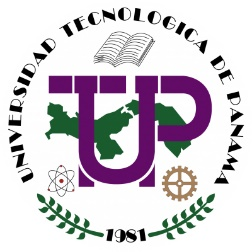 UNIVERSIDAD TECNOLOGICA DE PANAMA
UTP
1981